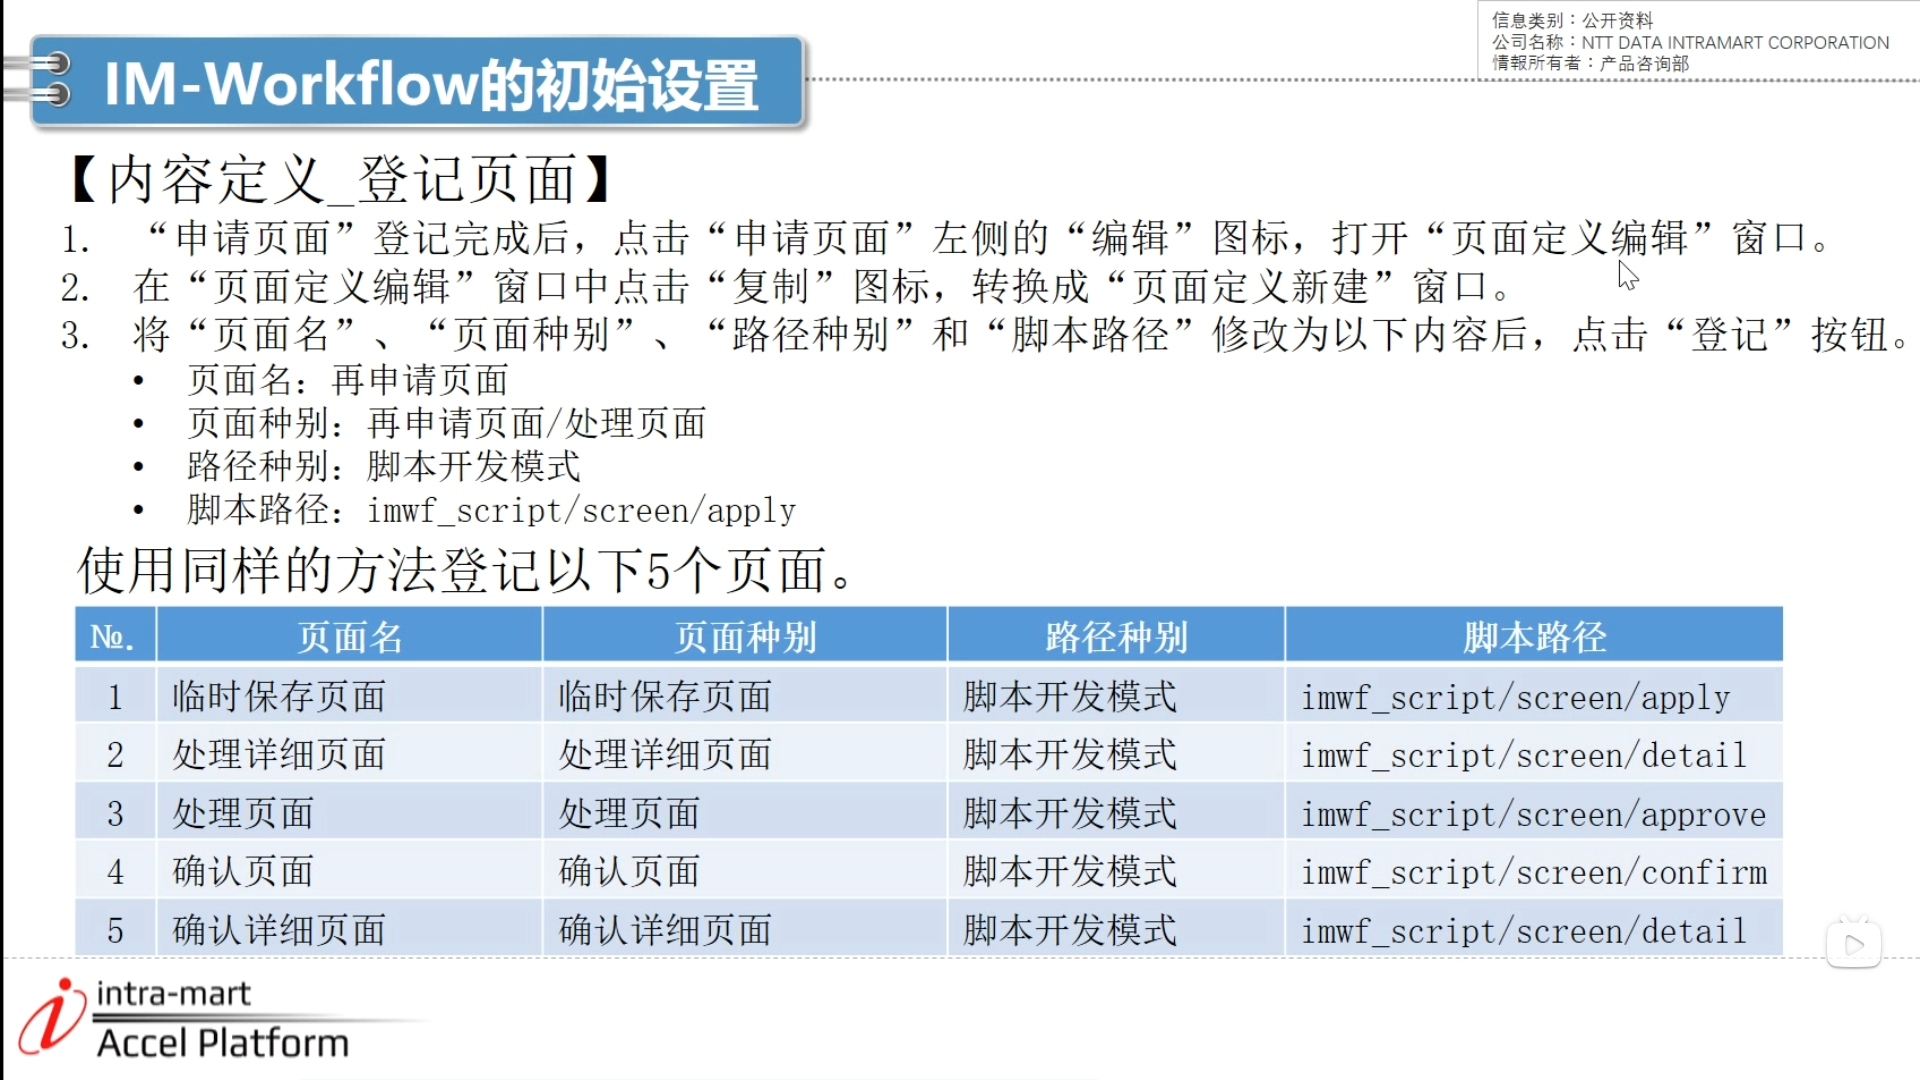 信息类别：公开资料
公司名称：NTT DATA INTRAMART CORPORATION
情報所有者：产品咨询部
IM-Workflow的初始设置
【内容定义_登记页面】
1. “申请页面”登记完成后，点击“申请页面”左侧的“编辑”图标，打开“页面定义编辑”窗口。
2. 在“页面定义编辑”窗口中点击“复制”图标，转换成“页面定义新建”窗口。
3. 将“页面名”、“页面种别”、“路径种别”和“脚本路径”修改为以下内容后，点击“登记”按钮。
• 页面名：再申请页面
• 页面种别：再申请页面/处理页面
• 路径种别：脚本开发模式
• 脚本路径：imwf_script/screen/apply
使用同样的方法登记以下5个页面。
№. 页面名 页面种别 路径种别 脚本路径
1 临时保存页面 临时保存页面 脚本开发模式 imwf_script/screen/apply
2 处理详细页面 处理详细页面 脚本开发模式 imwf_script/screen/detail
3 处理页面 处理页面 脚本开发模式 imwf_script/screen/approve
4 确认页面 确认页面 脚本开发模式 imwf_script/screen/confirm
5 确认详细页面 确认详细页面 脚本开发模式 imwf_script/screen/detail
intra-mart
Accel Platform